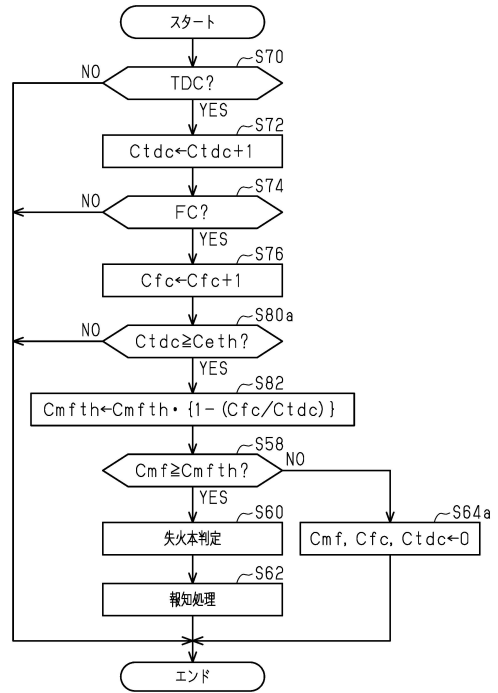 スタート
S70
NO
TDC?
YES
S72
Ctdc←Ctdc+1
S74
NO
FC?
YES
S76
Cfc←Cfc+1
S80a
NO
Ctdc≧Ceth?
YES
S82
Cmfth←Cmfth・{1-(Cfc/Ctdc)}
S58
NO
Cmf≧Cmfth?
YES
S60
S64a
失火本判定
Cmf, Cfc, Ctdc←0
S62
報知処理
エンド